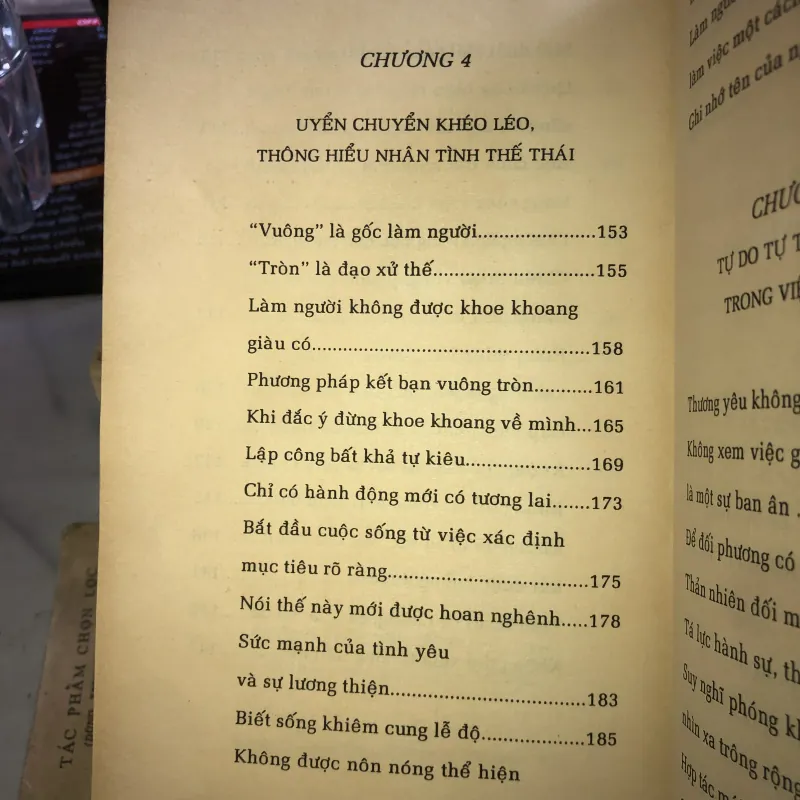 CHƯƠNG 4
UYỂN CHUYỂN KHÉO LÉO,
THÔNG HIỂU NHÂN TÌNH THẾ THÁI
“Vuông” là gốc làm người..................153
“Tròn” là đạo xử thế.........................155
Làm người không được khoe khoang
giàu có...........................................158
Phương pháp kết bạn vuông tròn.........161
Khi đắc ý đừng khoe khoang về mình...165
Lập công bất khả tự kiêu...................169
Chỉ có hành động mới có tương lai......173
Bắt đầu cuộc sống từ việc xác định
mục tiêu rõ ràng...............................175
Nói thế này mới được hoan nghênh.....178
Sức mạnh của tình yêu
và sự lương thiện..............................183
Biết sống khiêm cung lễ độ................185
Không được nôn nóng thể hiện
Làm
làm việc một cách
Ghi nhớ tên của
TỰ DO TỰ
TRONG
Thương yêu không
Không xem việc
là một sự ban ân
Để đối phương có
Thản nhiên đối
hành sự,
Suy nghĩ phóng
nhìn xa trông rộng
Hợp tác
TÁC PHẨM CHỌN LỌC